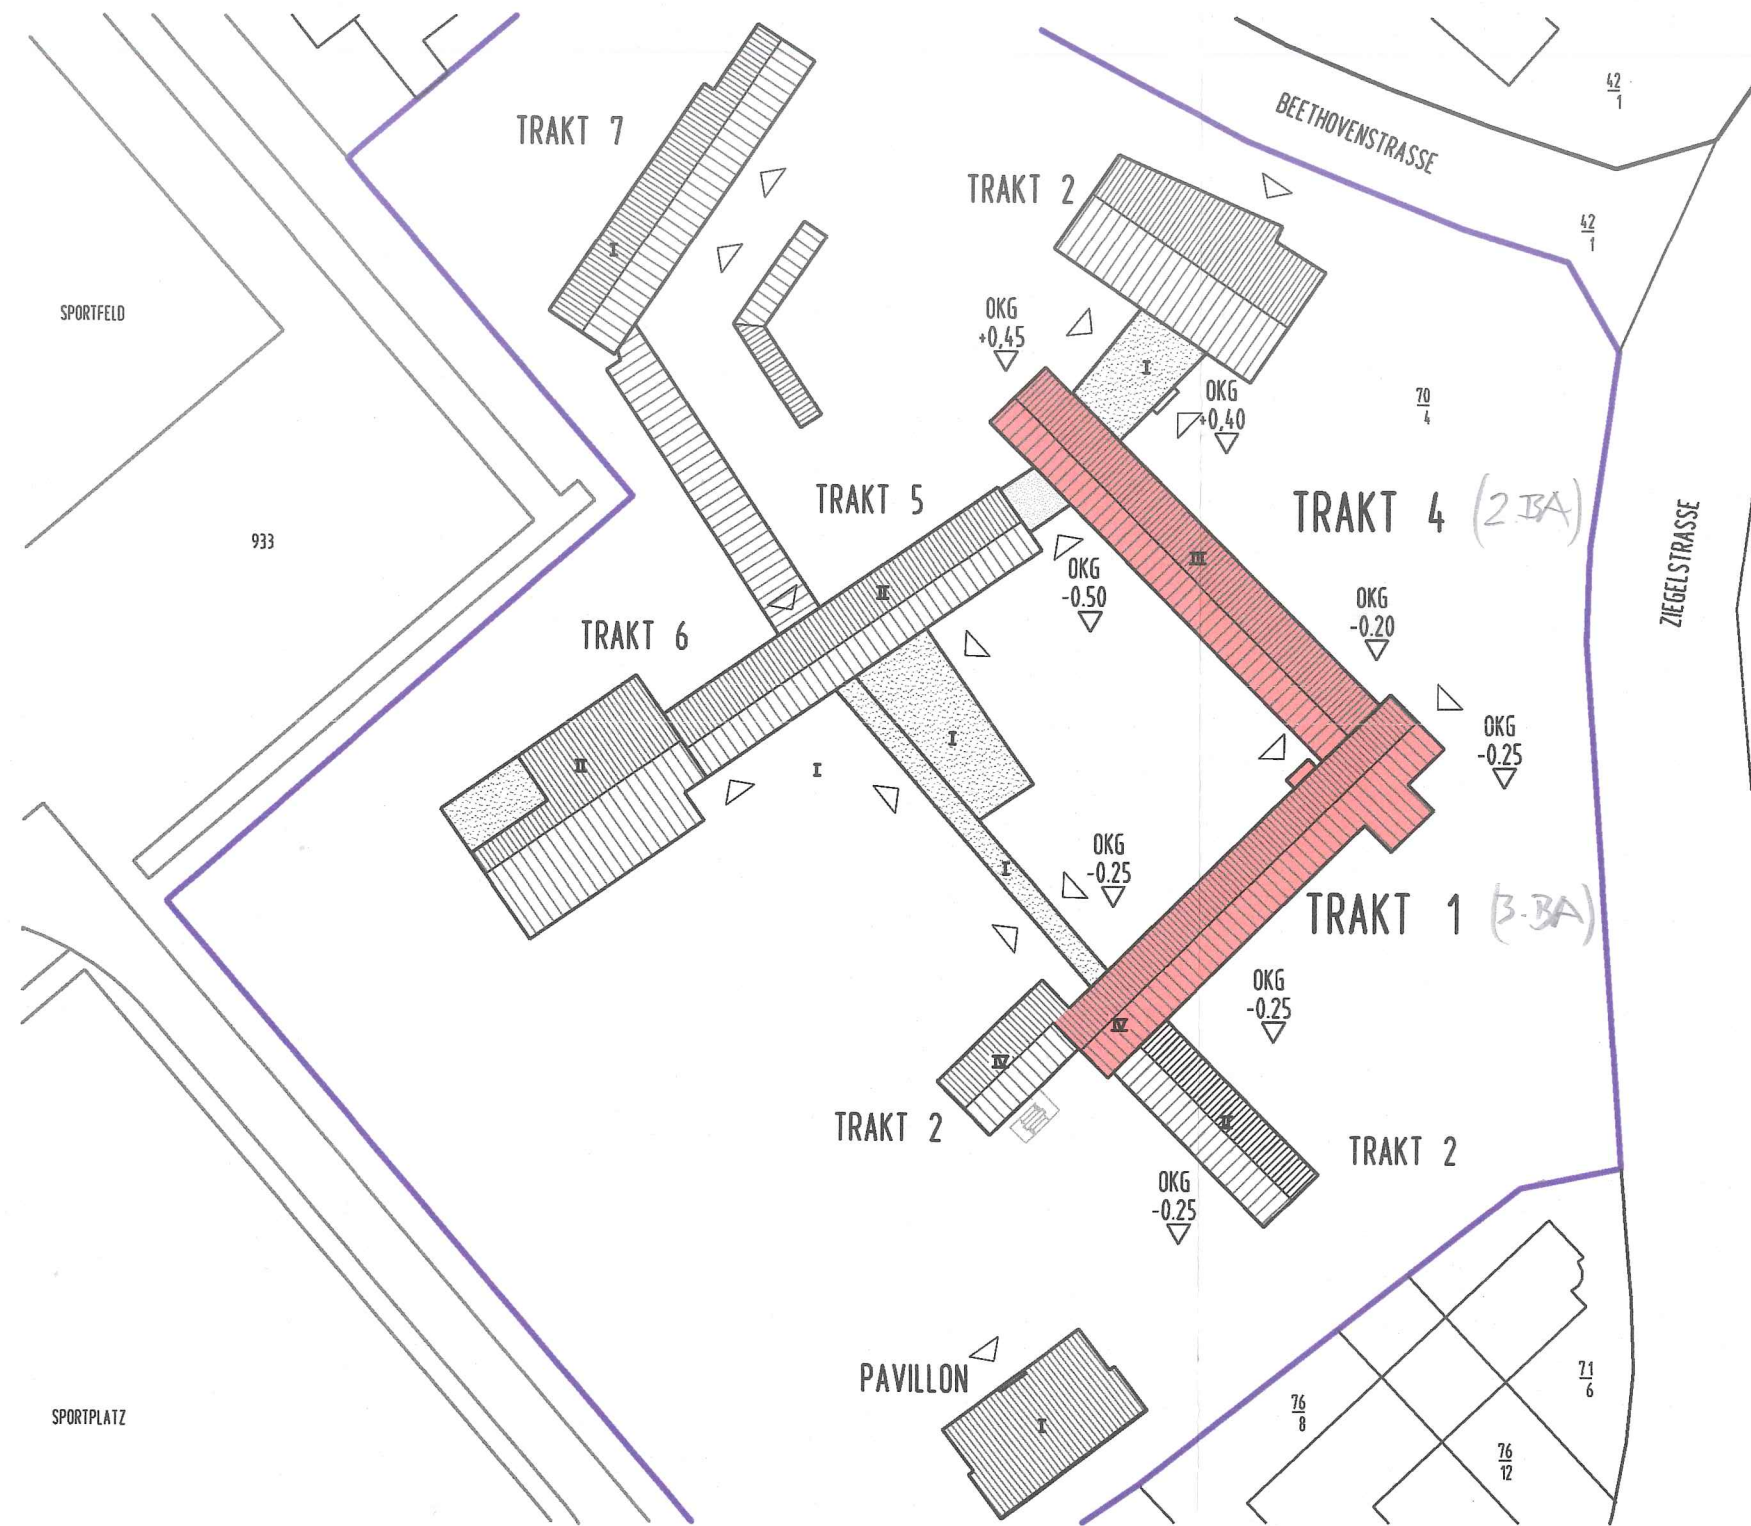 42
1
BEETHOVENSTRASSE
TRAKT 7
TRAKT 2
42
1
I
SPORTFELD
OKG
+0,45
I
OKG
+0,40
70
4
TRAKT 5
TRAKT 4 (2.BA)
933
III
ZIEGELSTRASSE
OKG
-0.50
II
OKG
-0.20
TRAKT 6
I
OKG
-0.25
II
I
OKG
-0.25
I
TRAKT 1 (3.BA)
OKG
-0.25
IV
IV
TRAKT 2
II
TRAKT 2
OKG
-0.25
PAVILLON
I
71
6
76
8
SPORTPLATZ
76
12